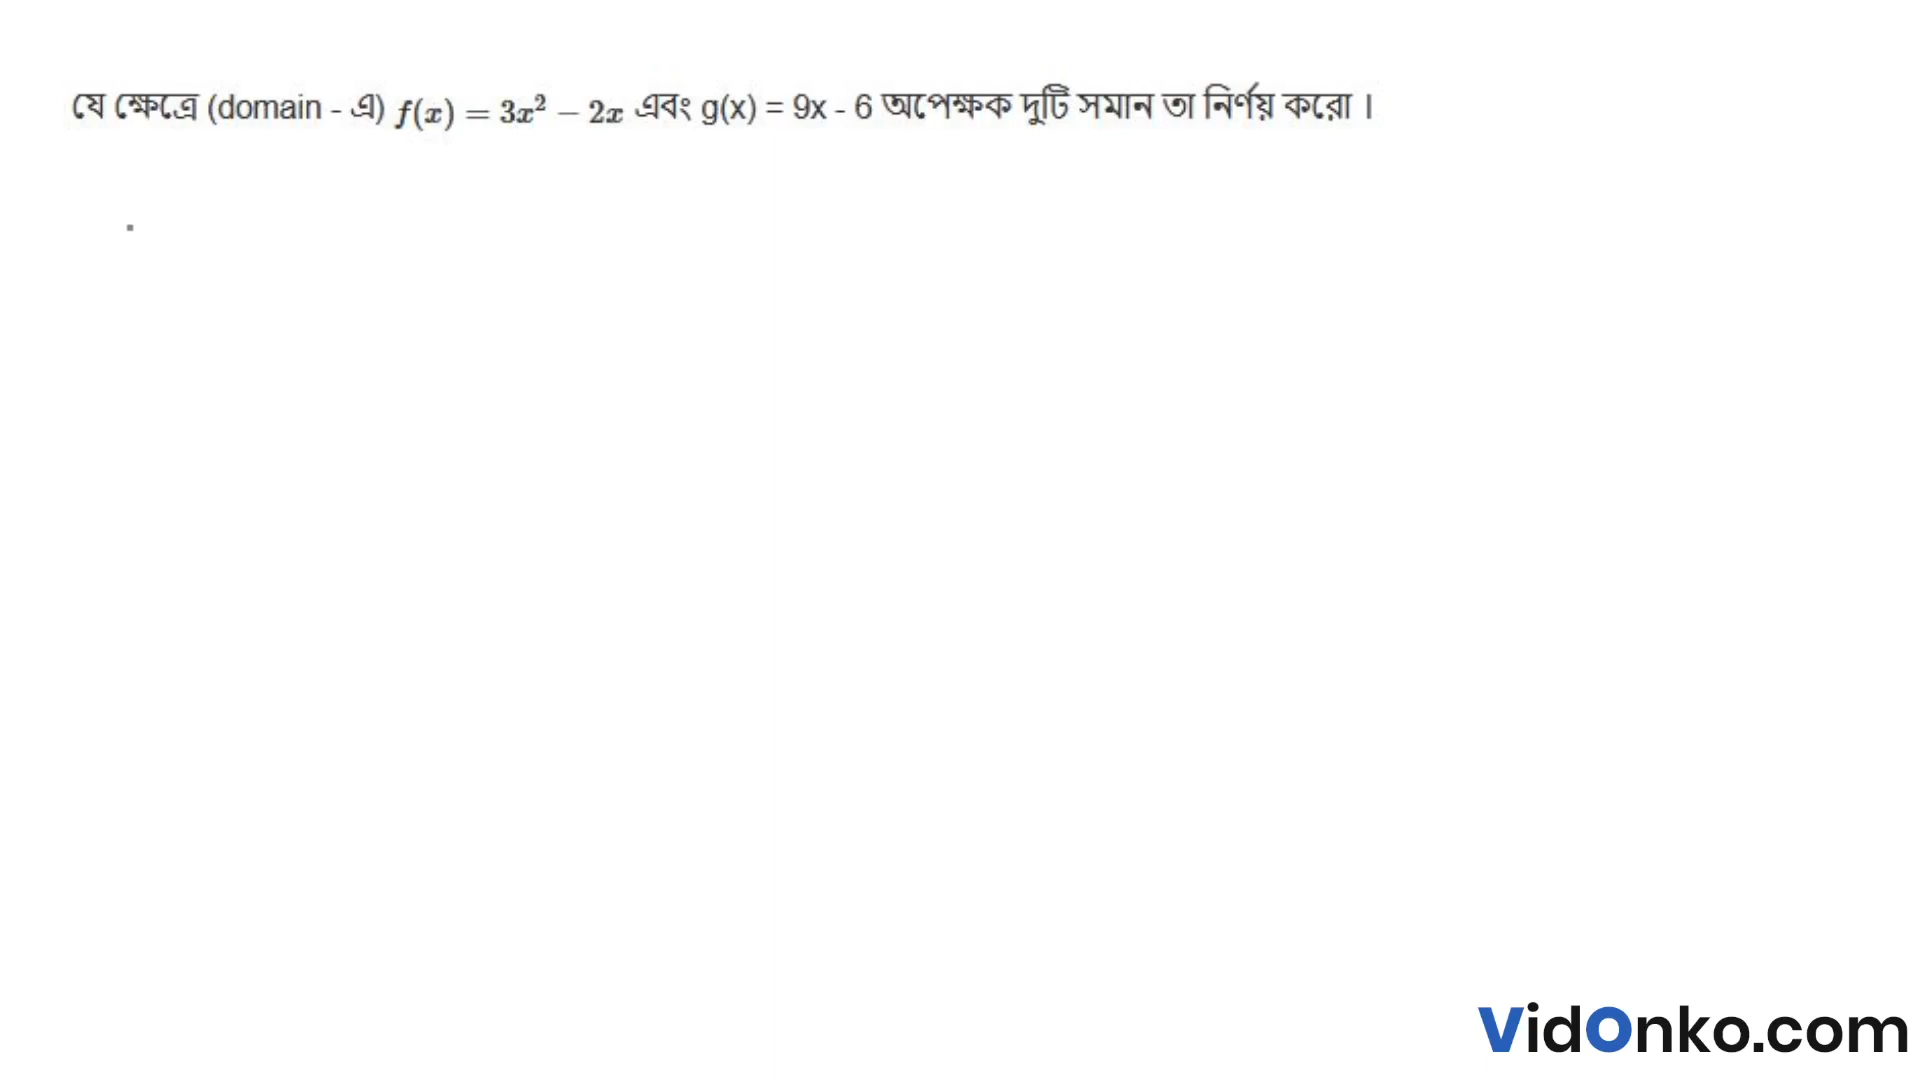 যে ক্ষেত্রে (domain - এ) f(x) = 3x² − 2x এবং g(x) = 9x - 6 অপেক্ষক দুটি সমান তা নির্ণয় করো ।
VidOnko.com